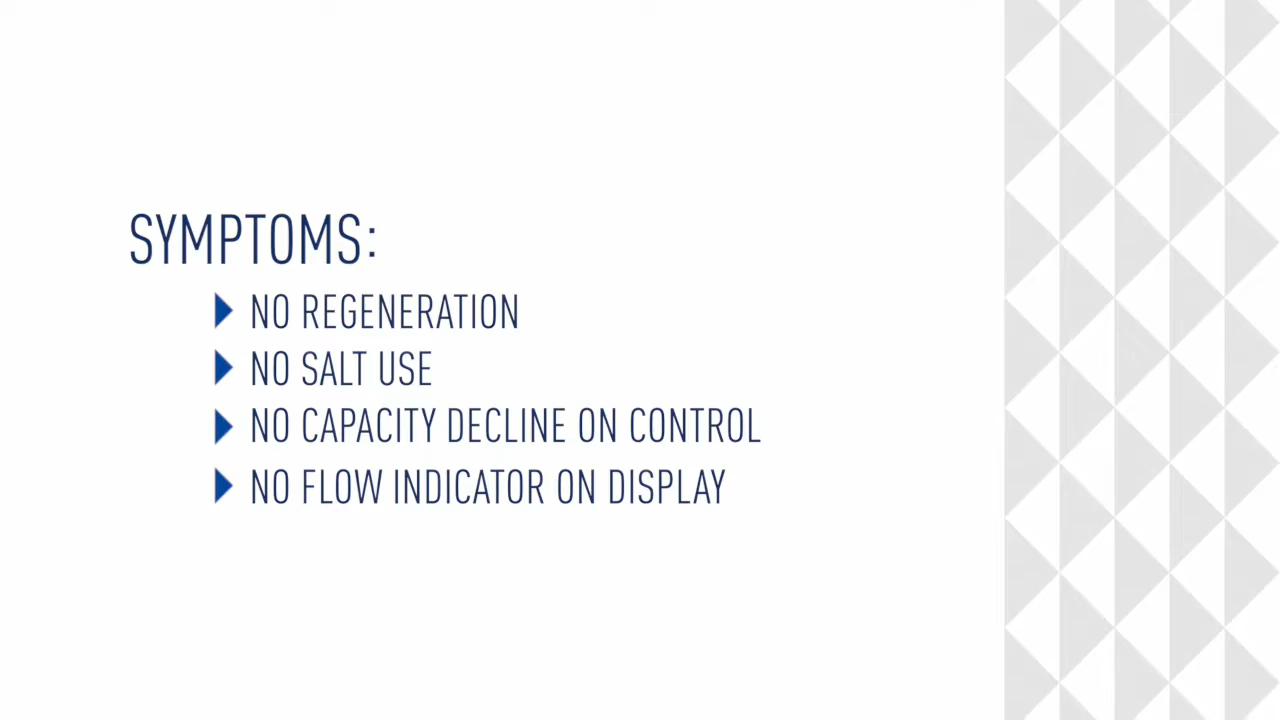 SYMPTOMS:
NO REGENERATION
NO SALT USE
NO CAPACITY DECLINE ON CONTROL
NO FLOW INDICATOR ON DISPLAY